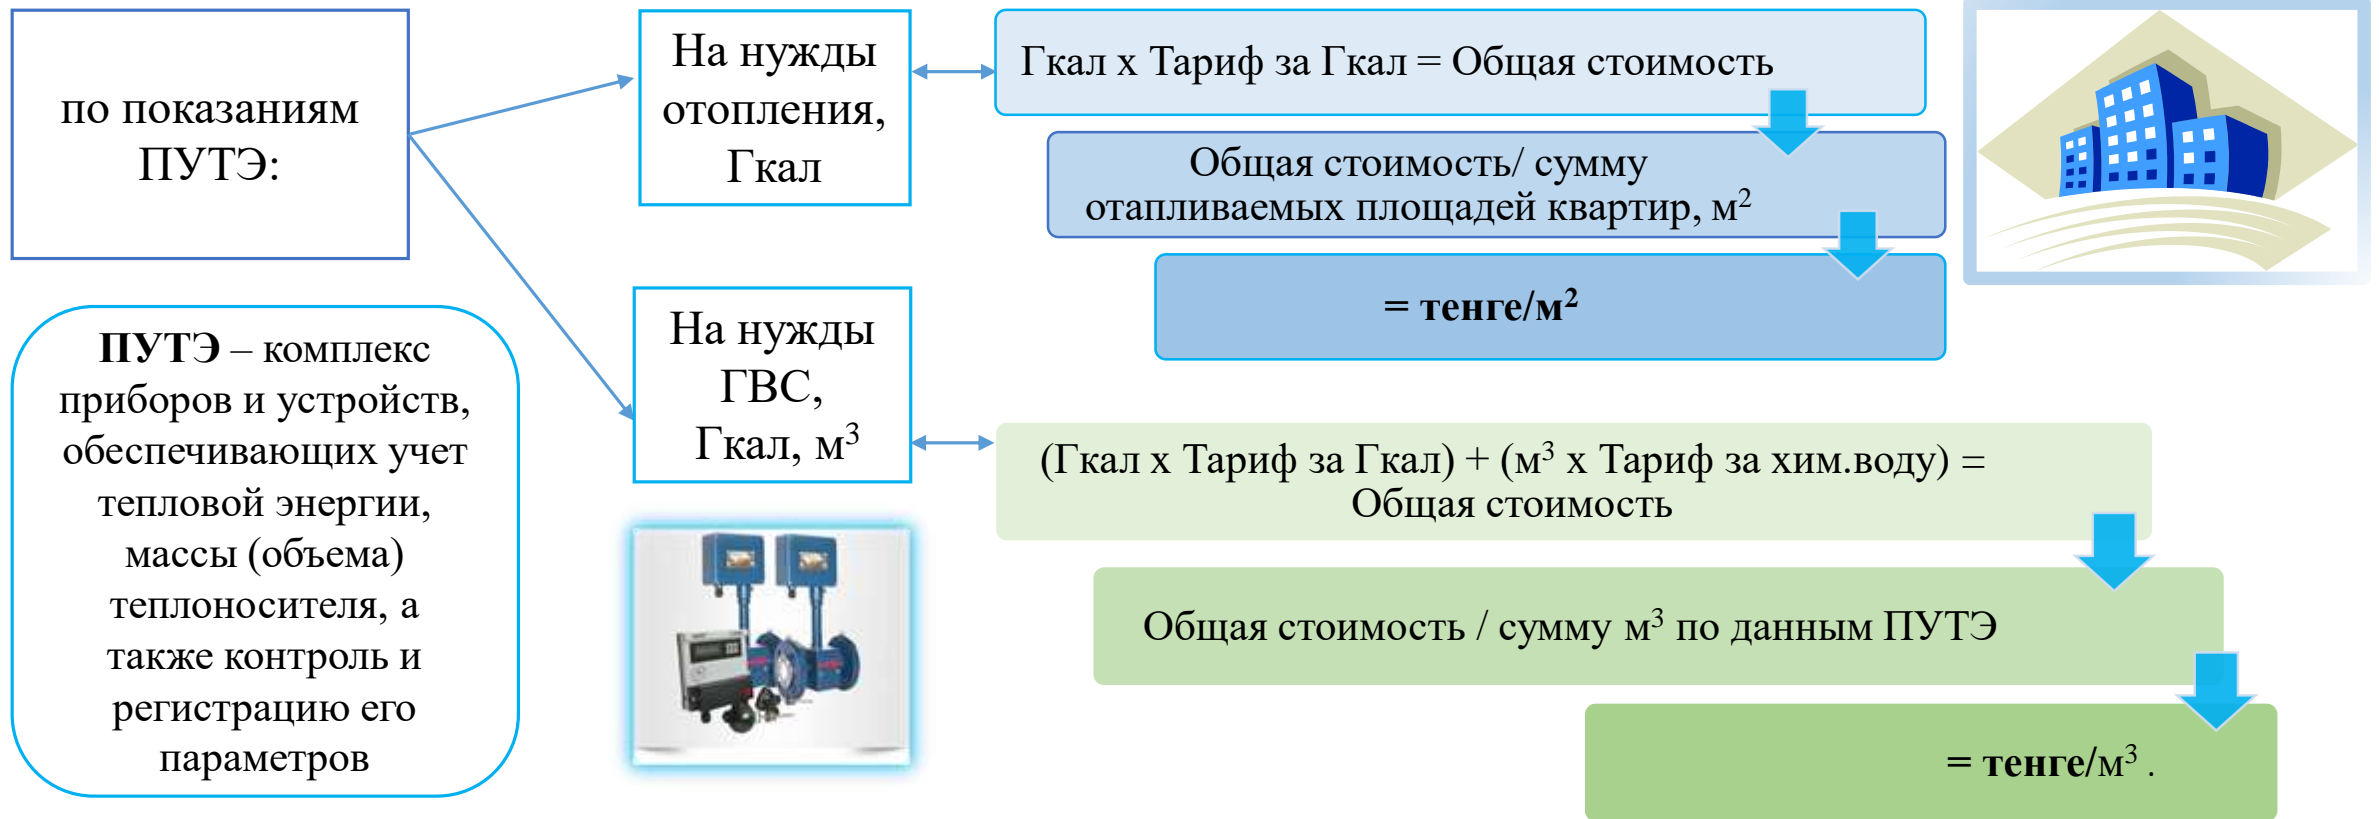 по показаниям
ПУТЭ:
На нужды
отопления,
Гкал
Гкал х Тариф за Гкал = Общая стоимость
Общая стоимость/ сумму
отапливаемых площадей квартир, м²
= тенге/м²
ПУТЭ – комплекс
приборов и устройств,
обеспечивающих учет
тепловой энергии,
массы (объема)
теплоносителя, а
также контроль и
регистрацию его
параметров
На нужды
ГВС,
Гкал, м³
(Гкал х Тариф за Гкал) + (м³ х Тариф за хим.воду) =
Общая стоимость
Общая стоимость / сумму м³ по данным ПУТЭ
= тенге/м³ .